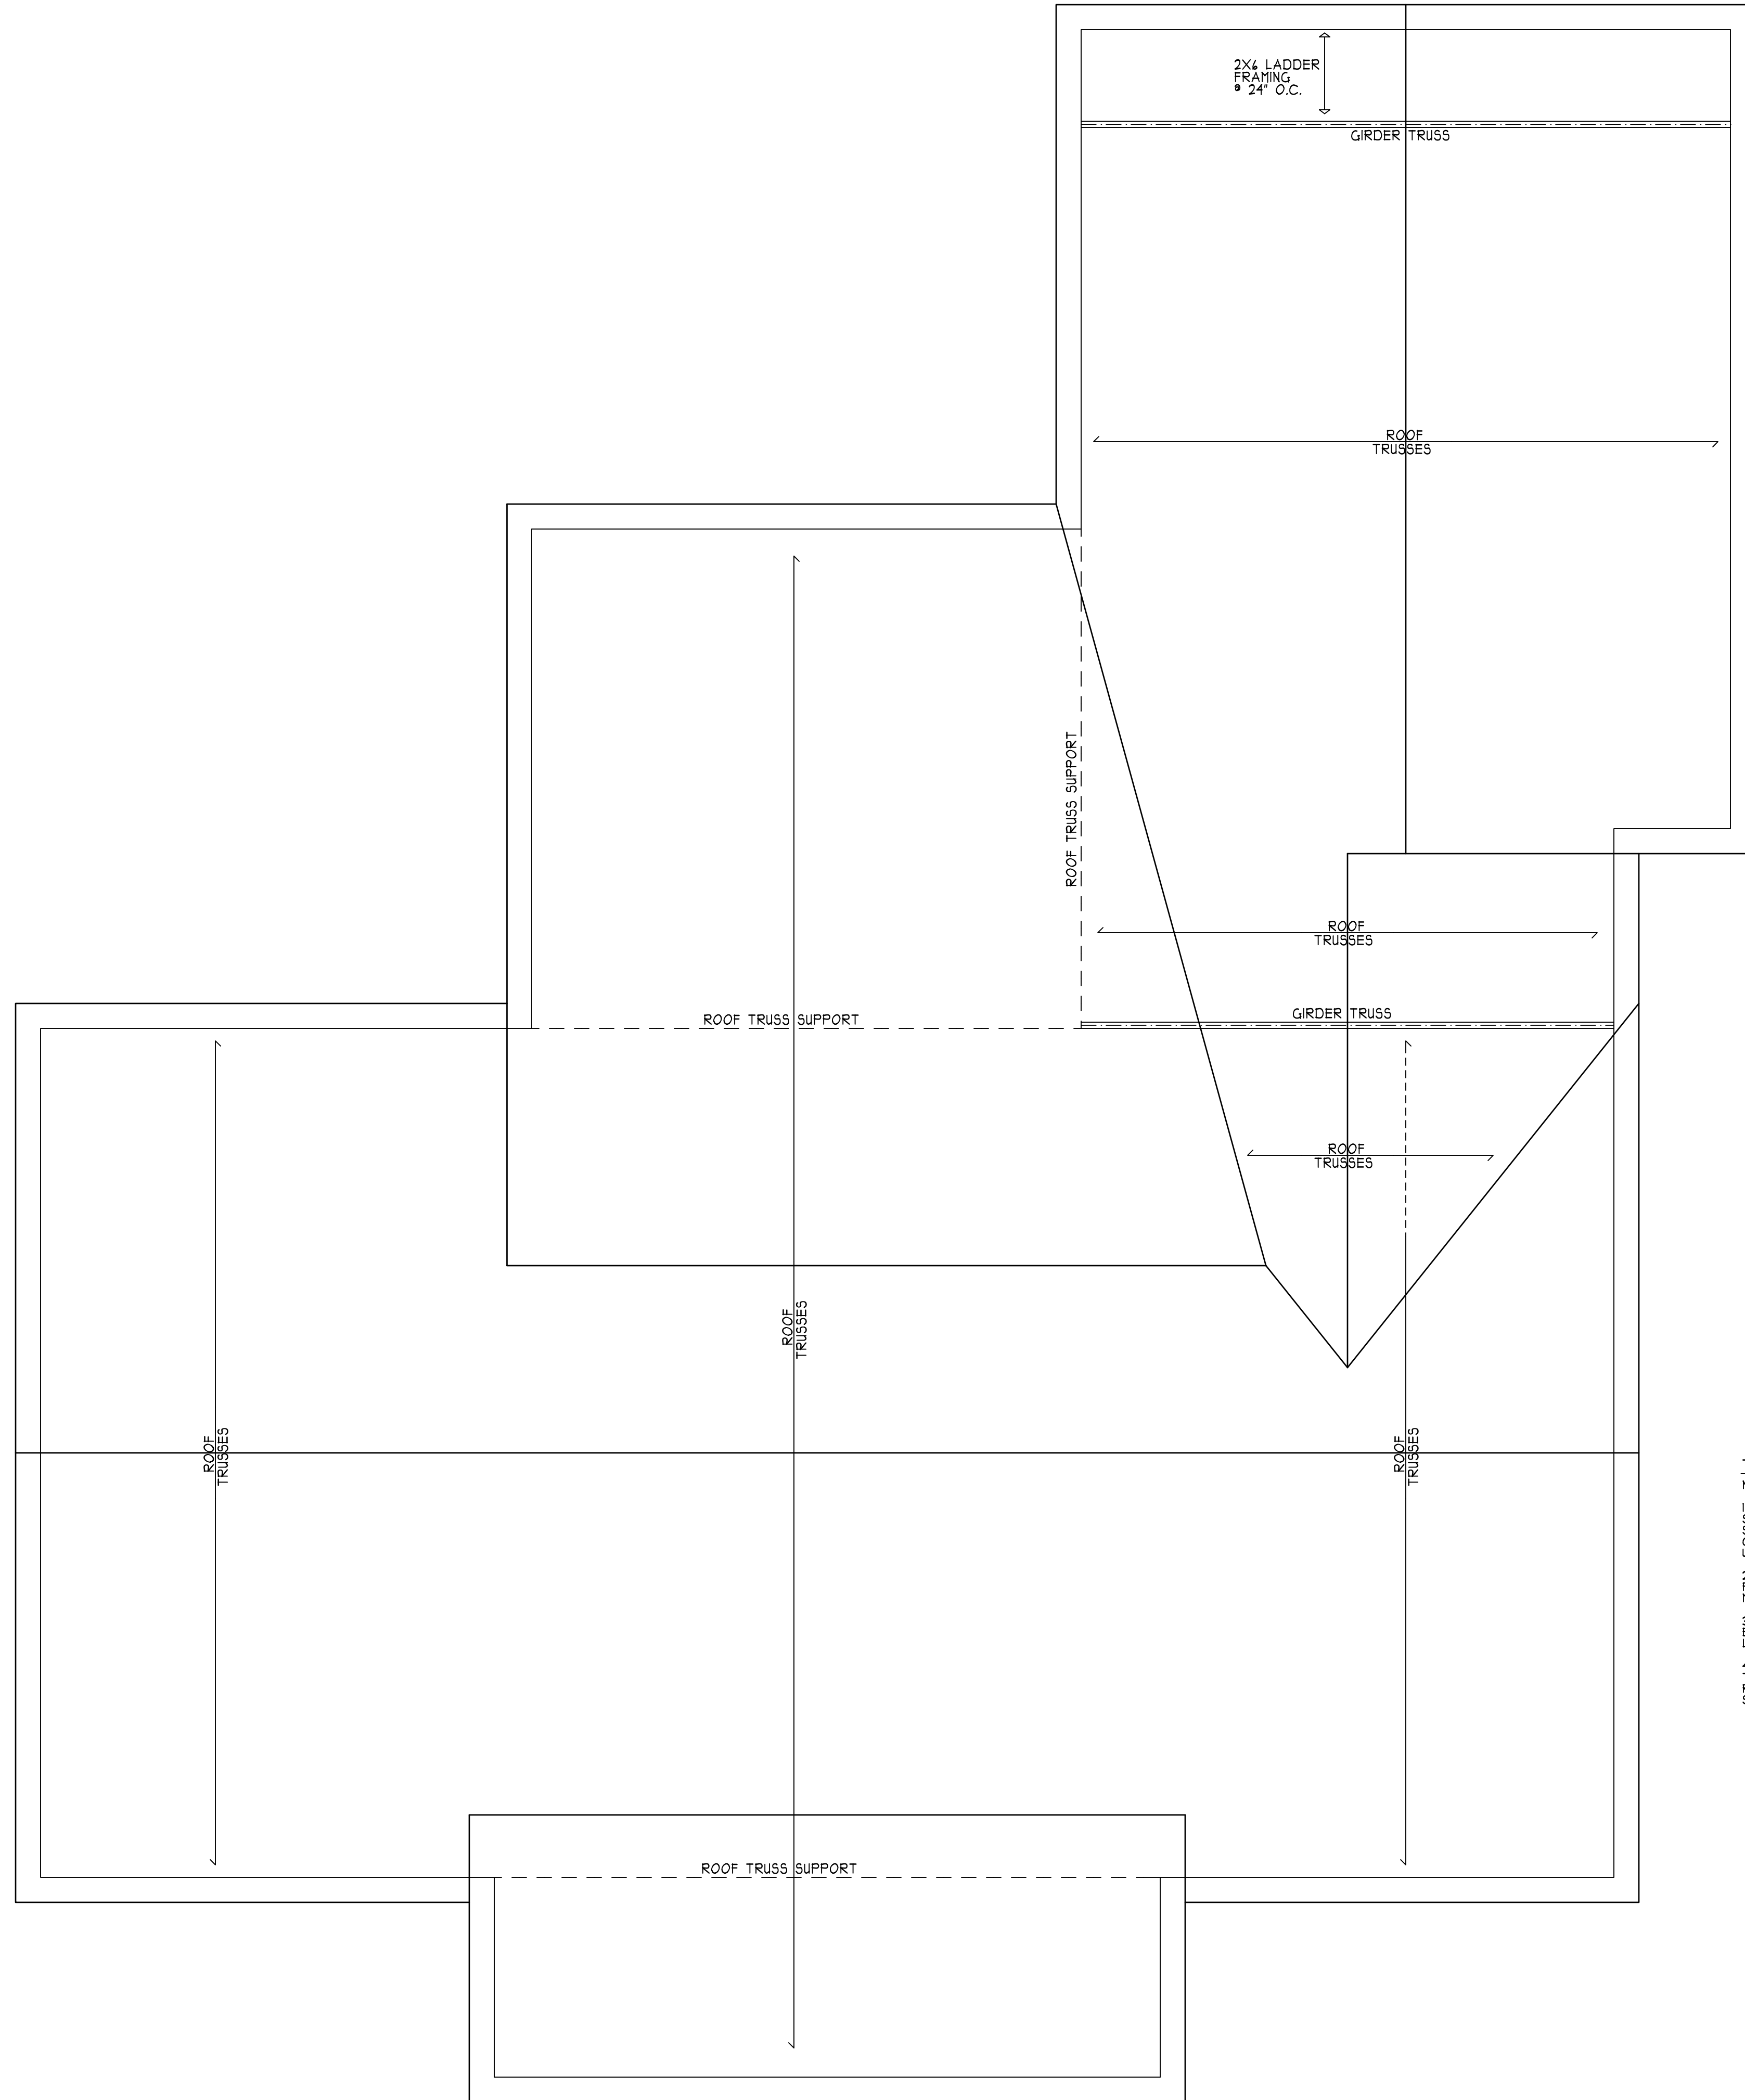 2X6 LADDER
FRAMING
@ 24" O.C.
GIRDER TRUSS
ROOF
TRUSSES
ROOF TRUSS SUPPORT
ROOF
TRUSSES
ROOF TRUSS SUPPORT
GIRDER TRUSS
ROOF
TRUSSES
ROOF
TRUSSES
ROOF
TRUSSES
ROOF
TRUSSES
ROOF TRUSS SUPPORT